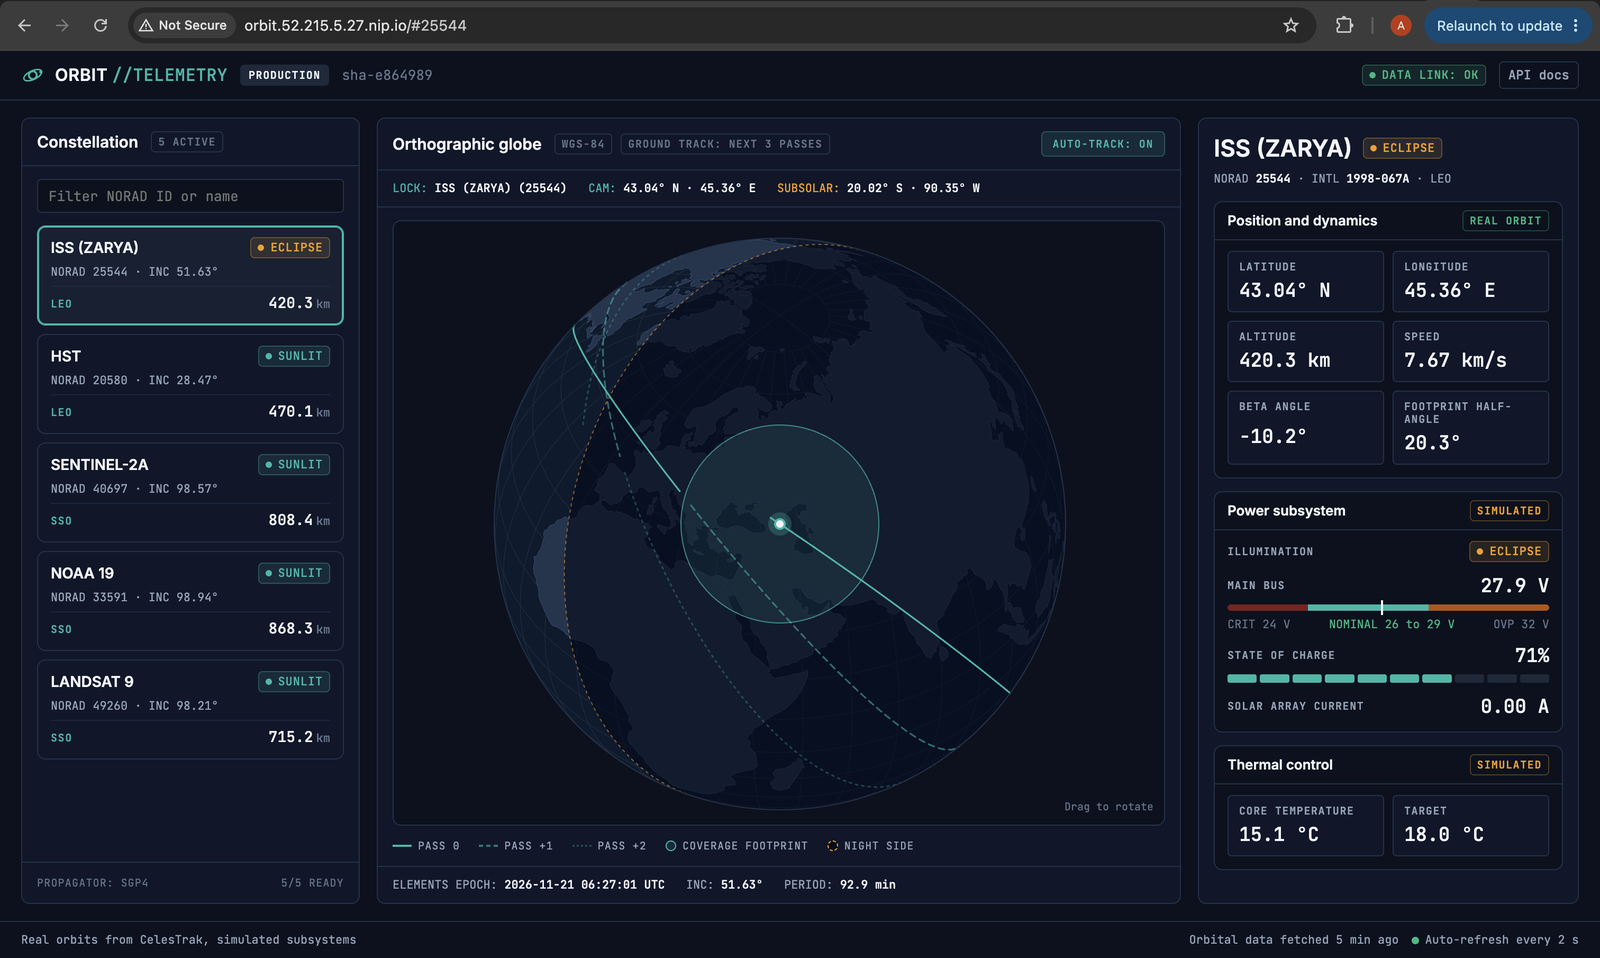 Not Secure
orbit.52.215.5.27.nip.io/#25544
A
Relaunch to update
ORBIT //TELEMETRY
PRODUCTION
sha-e864989
DATA LINK: OK
API docs
Constellation
5 ACTIVE
Filter NORAD ID or name
ISS (ZARYA)
ECLIPSE
NORAD 25544 · INC 51.63°
LEO
420.3 km
HST
SUNLIT
NORAD 20580 · INC 28.47°
LEO
470.1 km
SENTINEL-2A
SUNLIT
NORAD 40697 · INC 98.57°
SSO
808.4 km
NOAA 19
SUNLIT
NORAD 33591 · INC 98.94°
SSO
868.3 km
LANDSAT 9
SUNLIT
NORAD 49260 · INC 98.21°
SSO
715.2 km
PROPAGATOR: SGP4
5/5 READY
Orthographic globe
WGS-84
GROUND TRACK: NEXT 3 PASSES
AUTO-TRACK: ON
LOCK: ISS (ZARYA) (25544)
CAM: 43.04° N · 45.36° E
SUBSOLAR: 20.02° S · 90.35° W
Drag to rotate
PASS 0
PASS +1
PASS +2
COVERAGE FOOTPRINT
NIGHT SIDE
ELEMENTS EPOCH: 2026-11-21 06:27:01 UTC
INC: 51.63°
PERIOD: 92.9 min
ISS (ZARYA)
ECLIPSE
NORAD 25544 · INTL 1998-067A · LEO
Position and dynamics
REAL ORBIT
LATITUDE
43.04° N
LONGITUDE
45.36° E
ALTITUDE
420.3 km
SPEED
7.67 km/s
BETA ANGLE
-10.2°
FOOTPRINT HALF-
ANGLE
20.3°
Power subsystem
SIMULATED
ILLUMINATION
ECLIPSE
MAIN BUS
27.9 V
CRIT 24 V
NOMINAL 26 to 29 V
OVP 32 V
STATE OF CHARGE
71%
SOLAR ARRAY CURRENT
0.00 A
Thermal control
SIMULATED
CORE TEMPERATURE
15.1 °C
TARGET
18.0 °C
Real orbits from CelesTrak, simulated subsystems
Orbital data fetched 5 min ago
Auto-refresh every 2 s